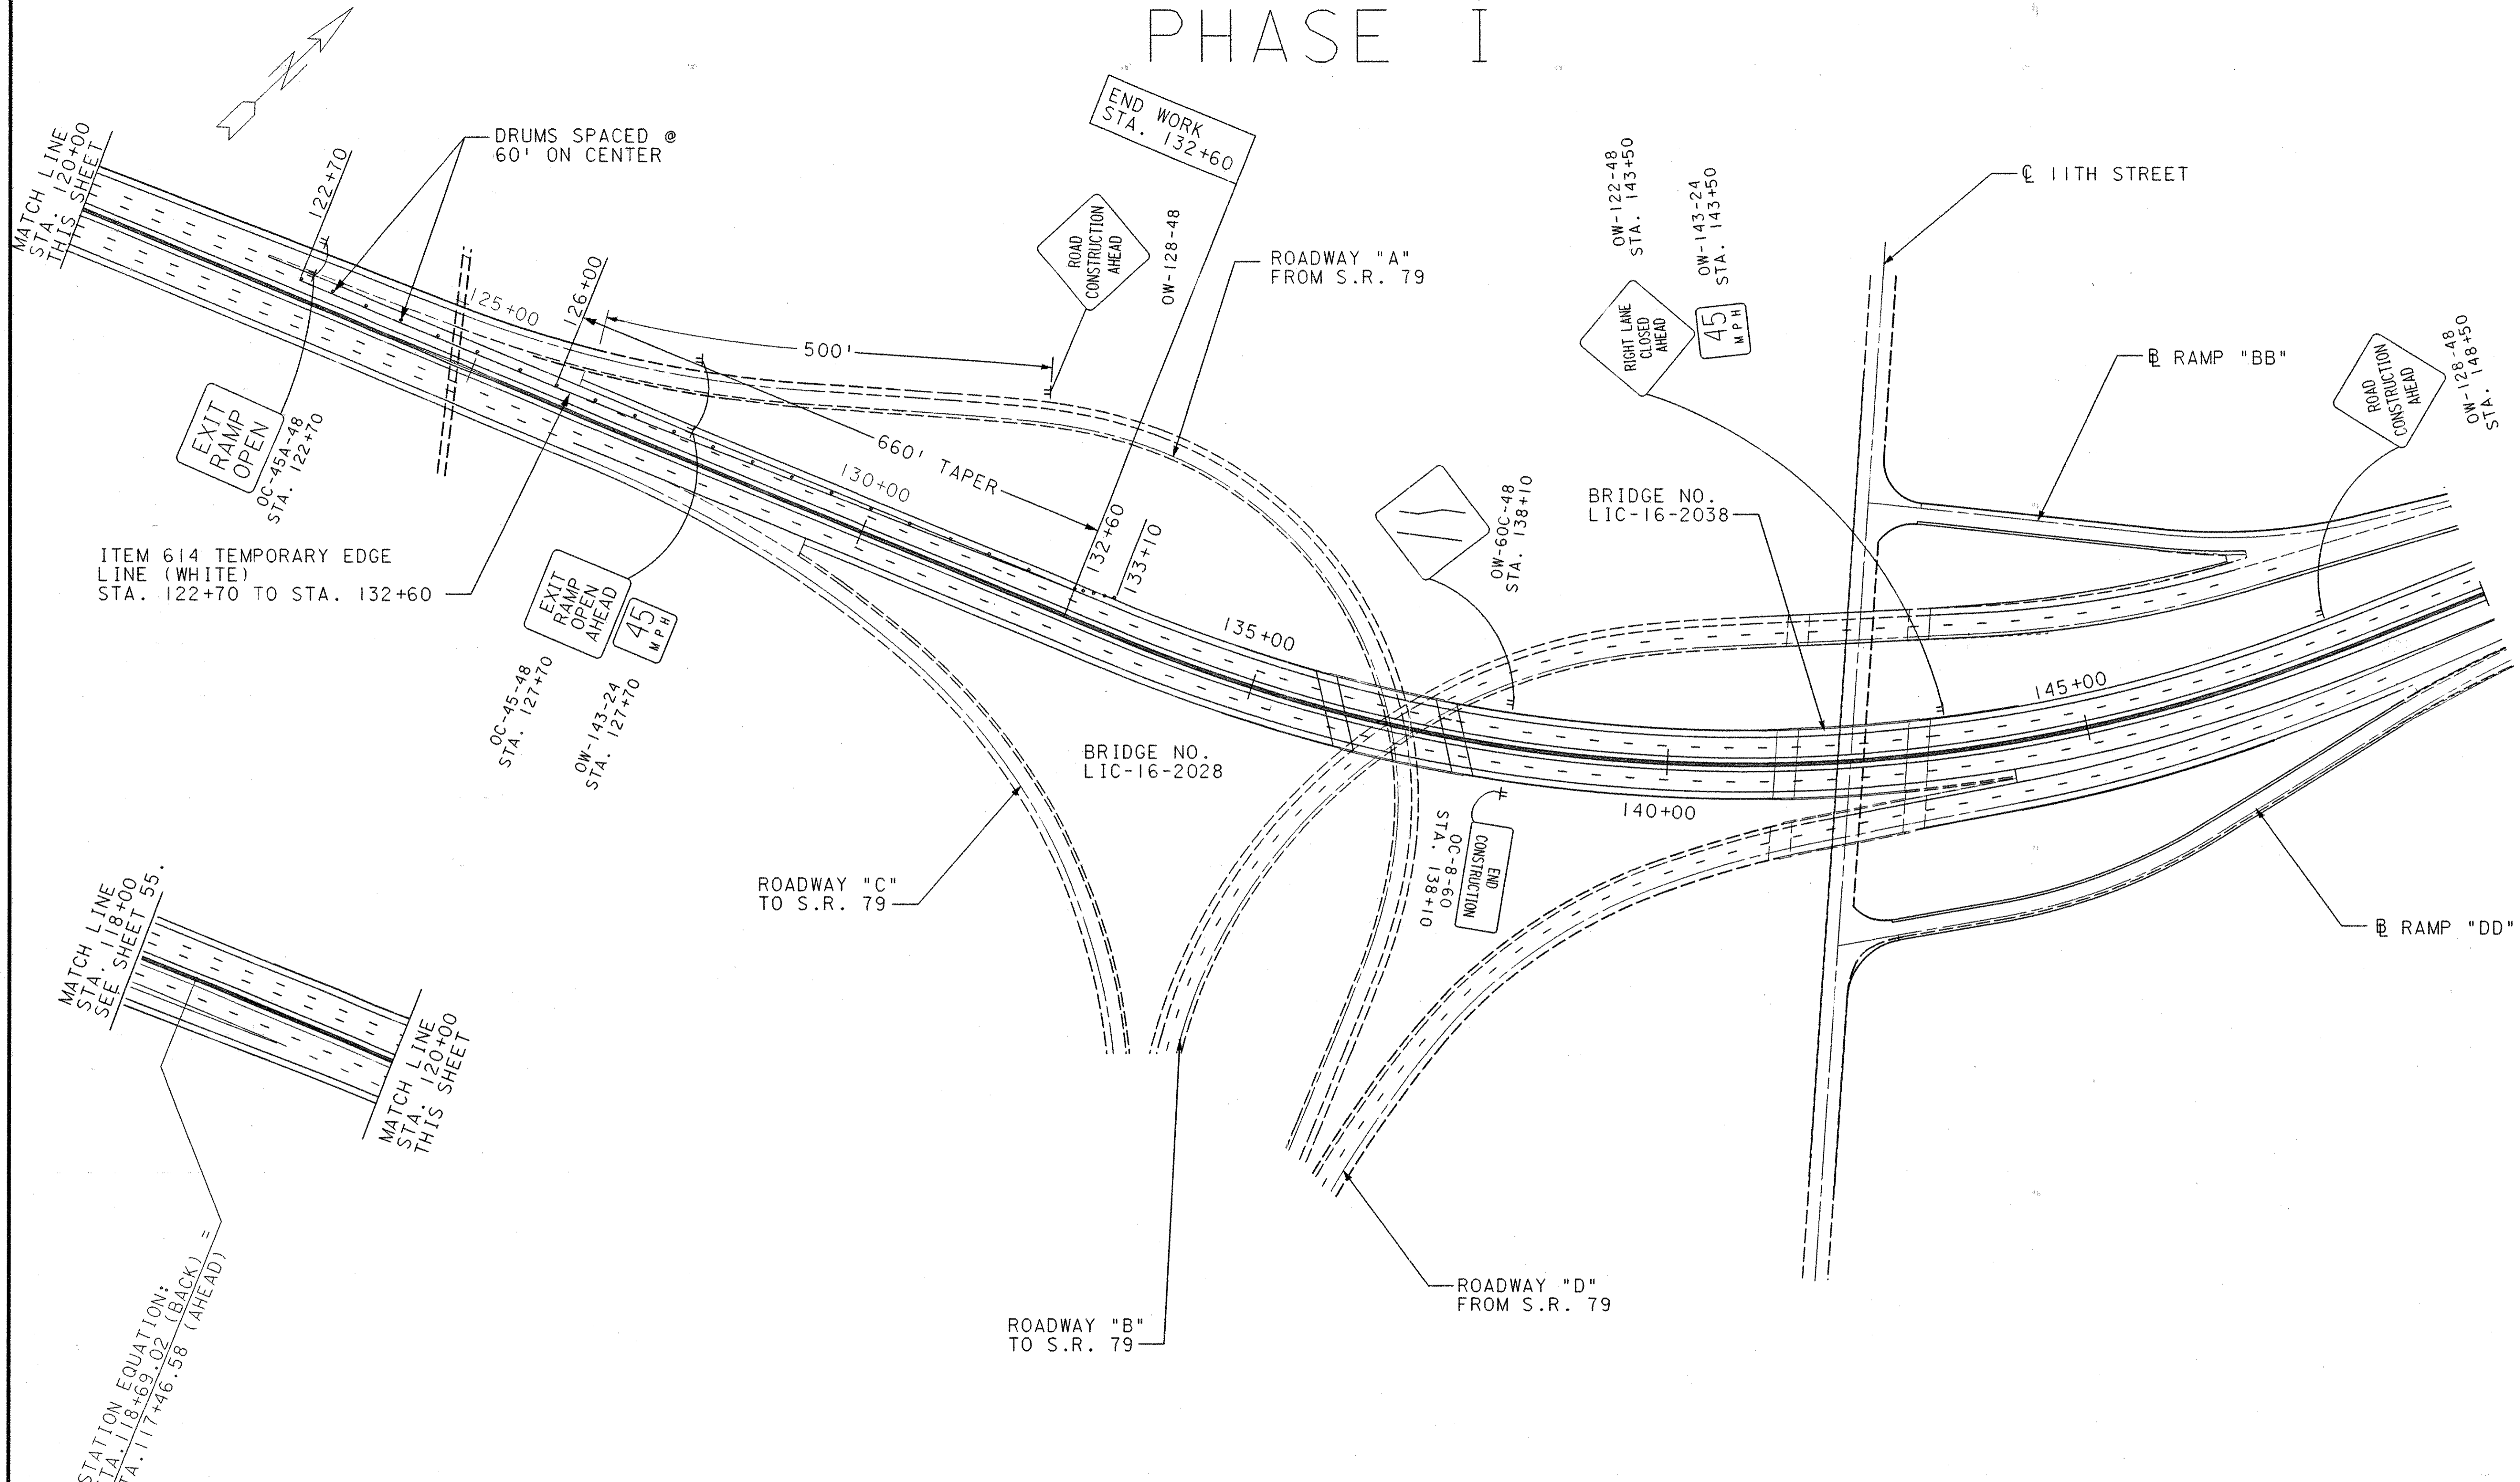 PHASE I
MATCH LINE
STA. 120+00
THIS SHEET
122+70
DRUMS SPACED @
60' ON CENTER
END WORK
STA. 132+60
ROAD
CONSTRUCTION
AHEAD
OW-128-48
ROADWAY "A"
FROM S.R. 79
OW-122-48
STA. 143+50
OW-143-24
STA. 143+50
RIGHT LANE
CLOSED
AHEAD
45
MPH
℄ 11TH STREET
℄ RAMP "BB"
ROAD
CONSTRUCTION
AHEAD
OW-128-48
STA. 148+50
125+00
126+00
500'
660' TAPER
130+00
132+60
133+10
EXIT
RAMP
OPEN
OC-45A-48
STA. 122+70
ITEM 614 TEMPORARY EDGE
LINE (WHITE)
STA. 122+70 TO STA. 132+60
EXIT
RAMP
OPEN
AHEAD
45
MPH
OC-45-48
STA. 127+70
OW-143-24
STA. 127+70
OW-60C-48
STA. 138+10
BRIDGE NO.
LIC-16-2038
135+00
145+00
BRIDGE NO.
LIC-16-2028
140+00
END
CONSTRUCTION
OC-8-60
STA. 138+10
ROADWAY "C"
TO S.R. 79
℄ RAMP "DD"
MATCH LINE
STA. 118+00
SEE SHEET 55.
MATCH LINE
STA. 120+00
THIS SHEET
ROADWAY "D"
FROM S.R. 79
ROADWAY "B"
TO S.R. 79
STATION EQUATION:
STA. 118+69.02 (BACK) =
TA. 117+46.58 (AHEAD)